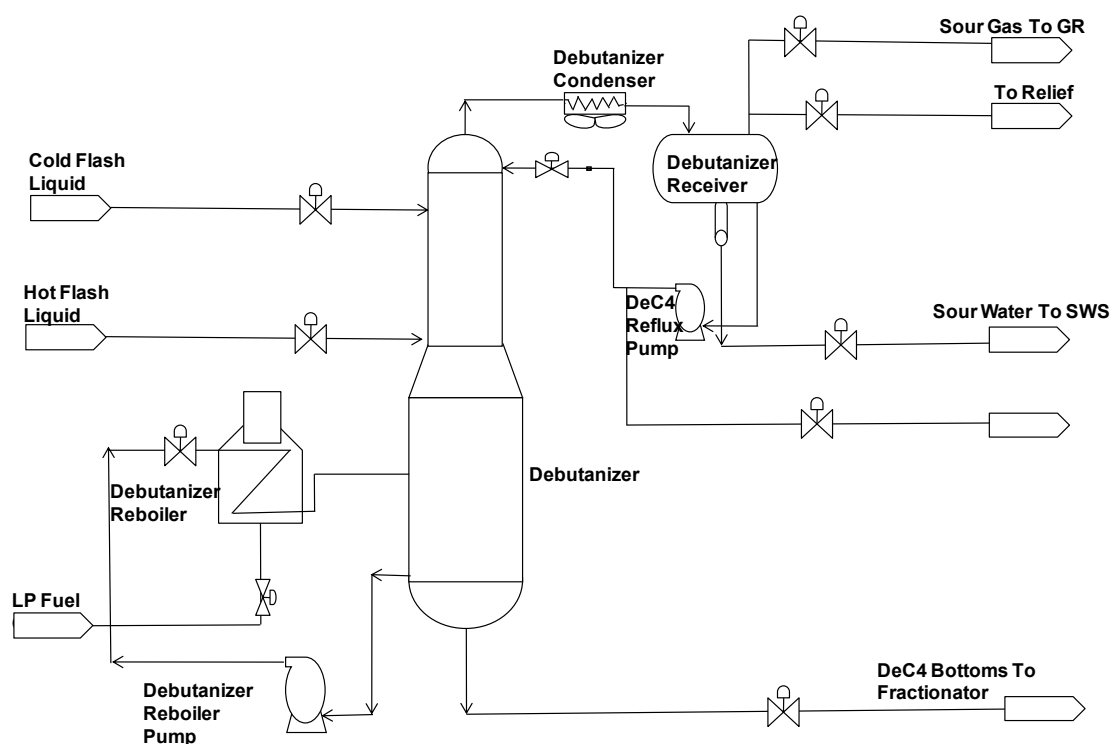 Sour Gas To GR
Debutanizer
Condenser
To Relief
Cold Flash
Liquid
Debutanizer
Receiver
Hot Flash
Liquid
DeC4
Reflux
Pump
Sour Water To SWS
Debutanizer
Reboiler
Debutanizer
LP Fuel
Debutanizer
Reboiler
Pump
DeC4 Bottoms To
Fractionator